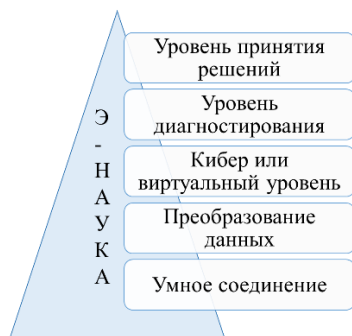 Уровень принятия
решений
Уровень
диагностирования
Кибер или
виртуальный уровень
Преобразование
данных
Умное соединение
Э
-
Н
А
У
К
А